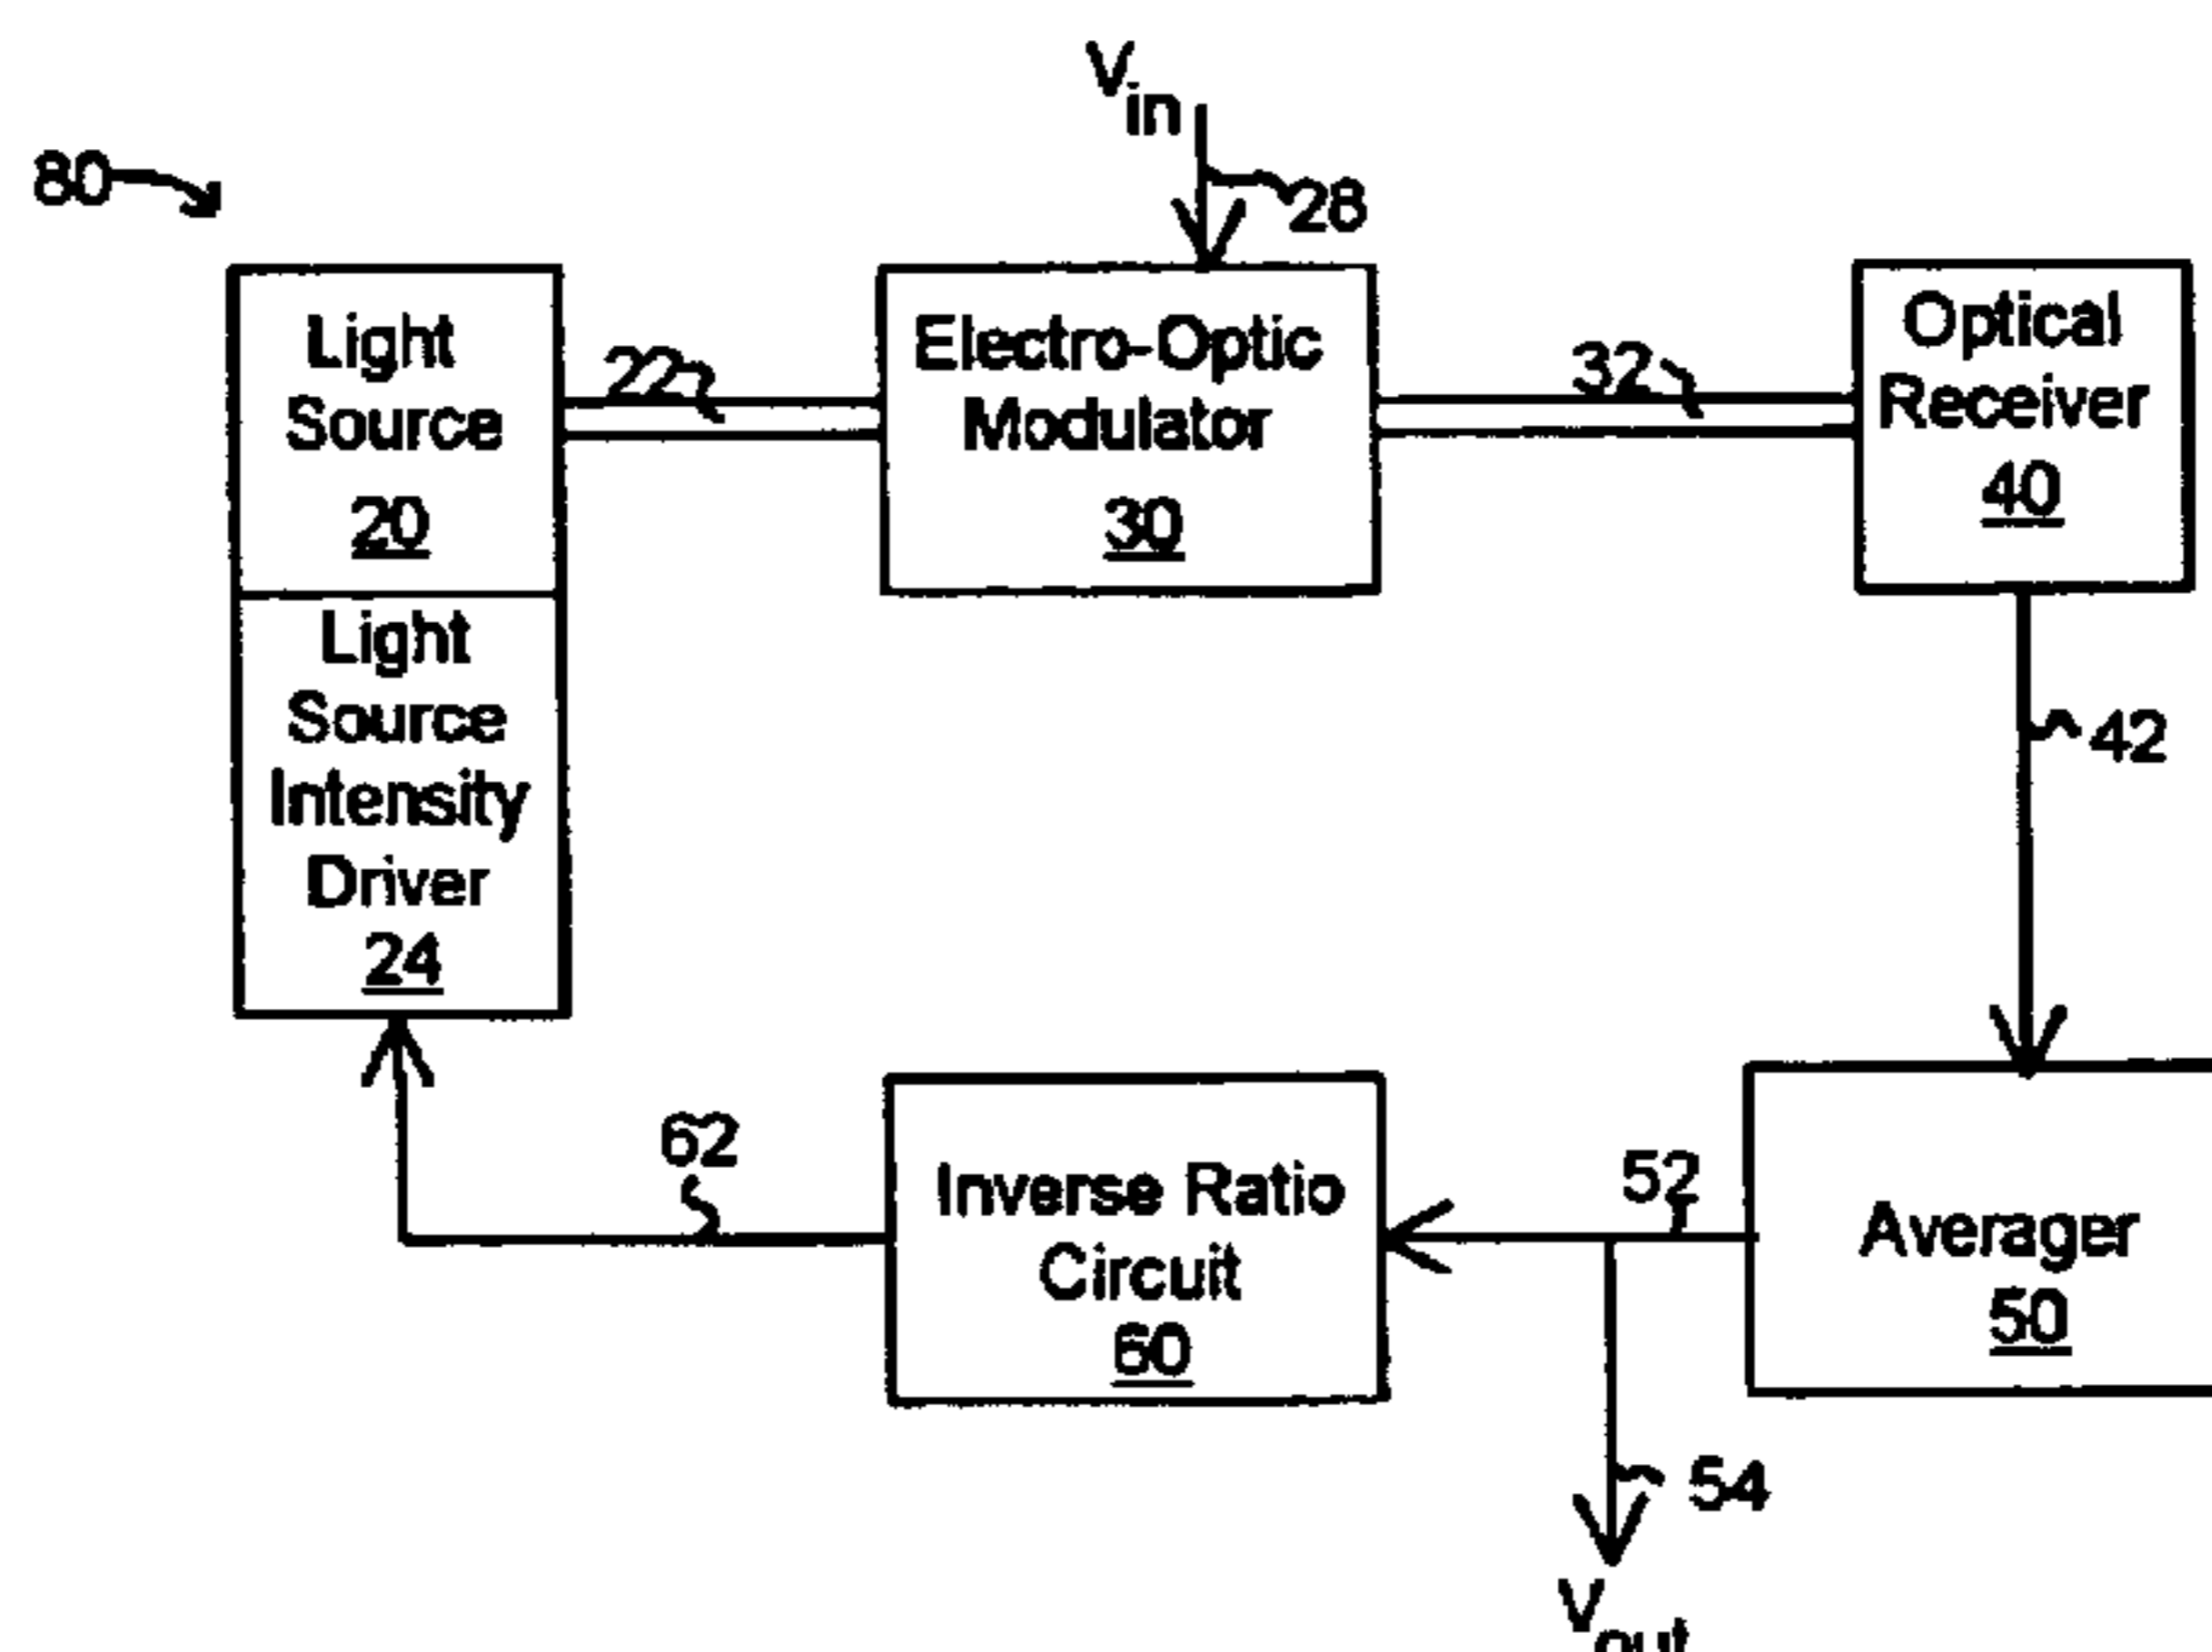 Vin
80
28
Light
Source
20
22
Electro-Optic
Modulator
30
32
Optical
Receiver
40
Light
Source
Intensity
Driver
24
42
62
Inverse Ratio
Circuit
60
52
Averager
50
54
Vout